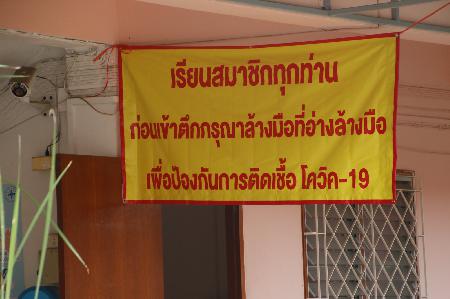 เรียนสมาชิกทุกท่าน
ก่อนเข้าตึกกรุณาล้างมือที่อ่างล้างมือ
เพื่อป้องกันการติดเชื้อ โควิค-19